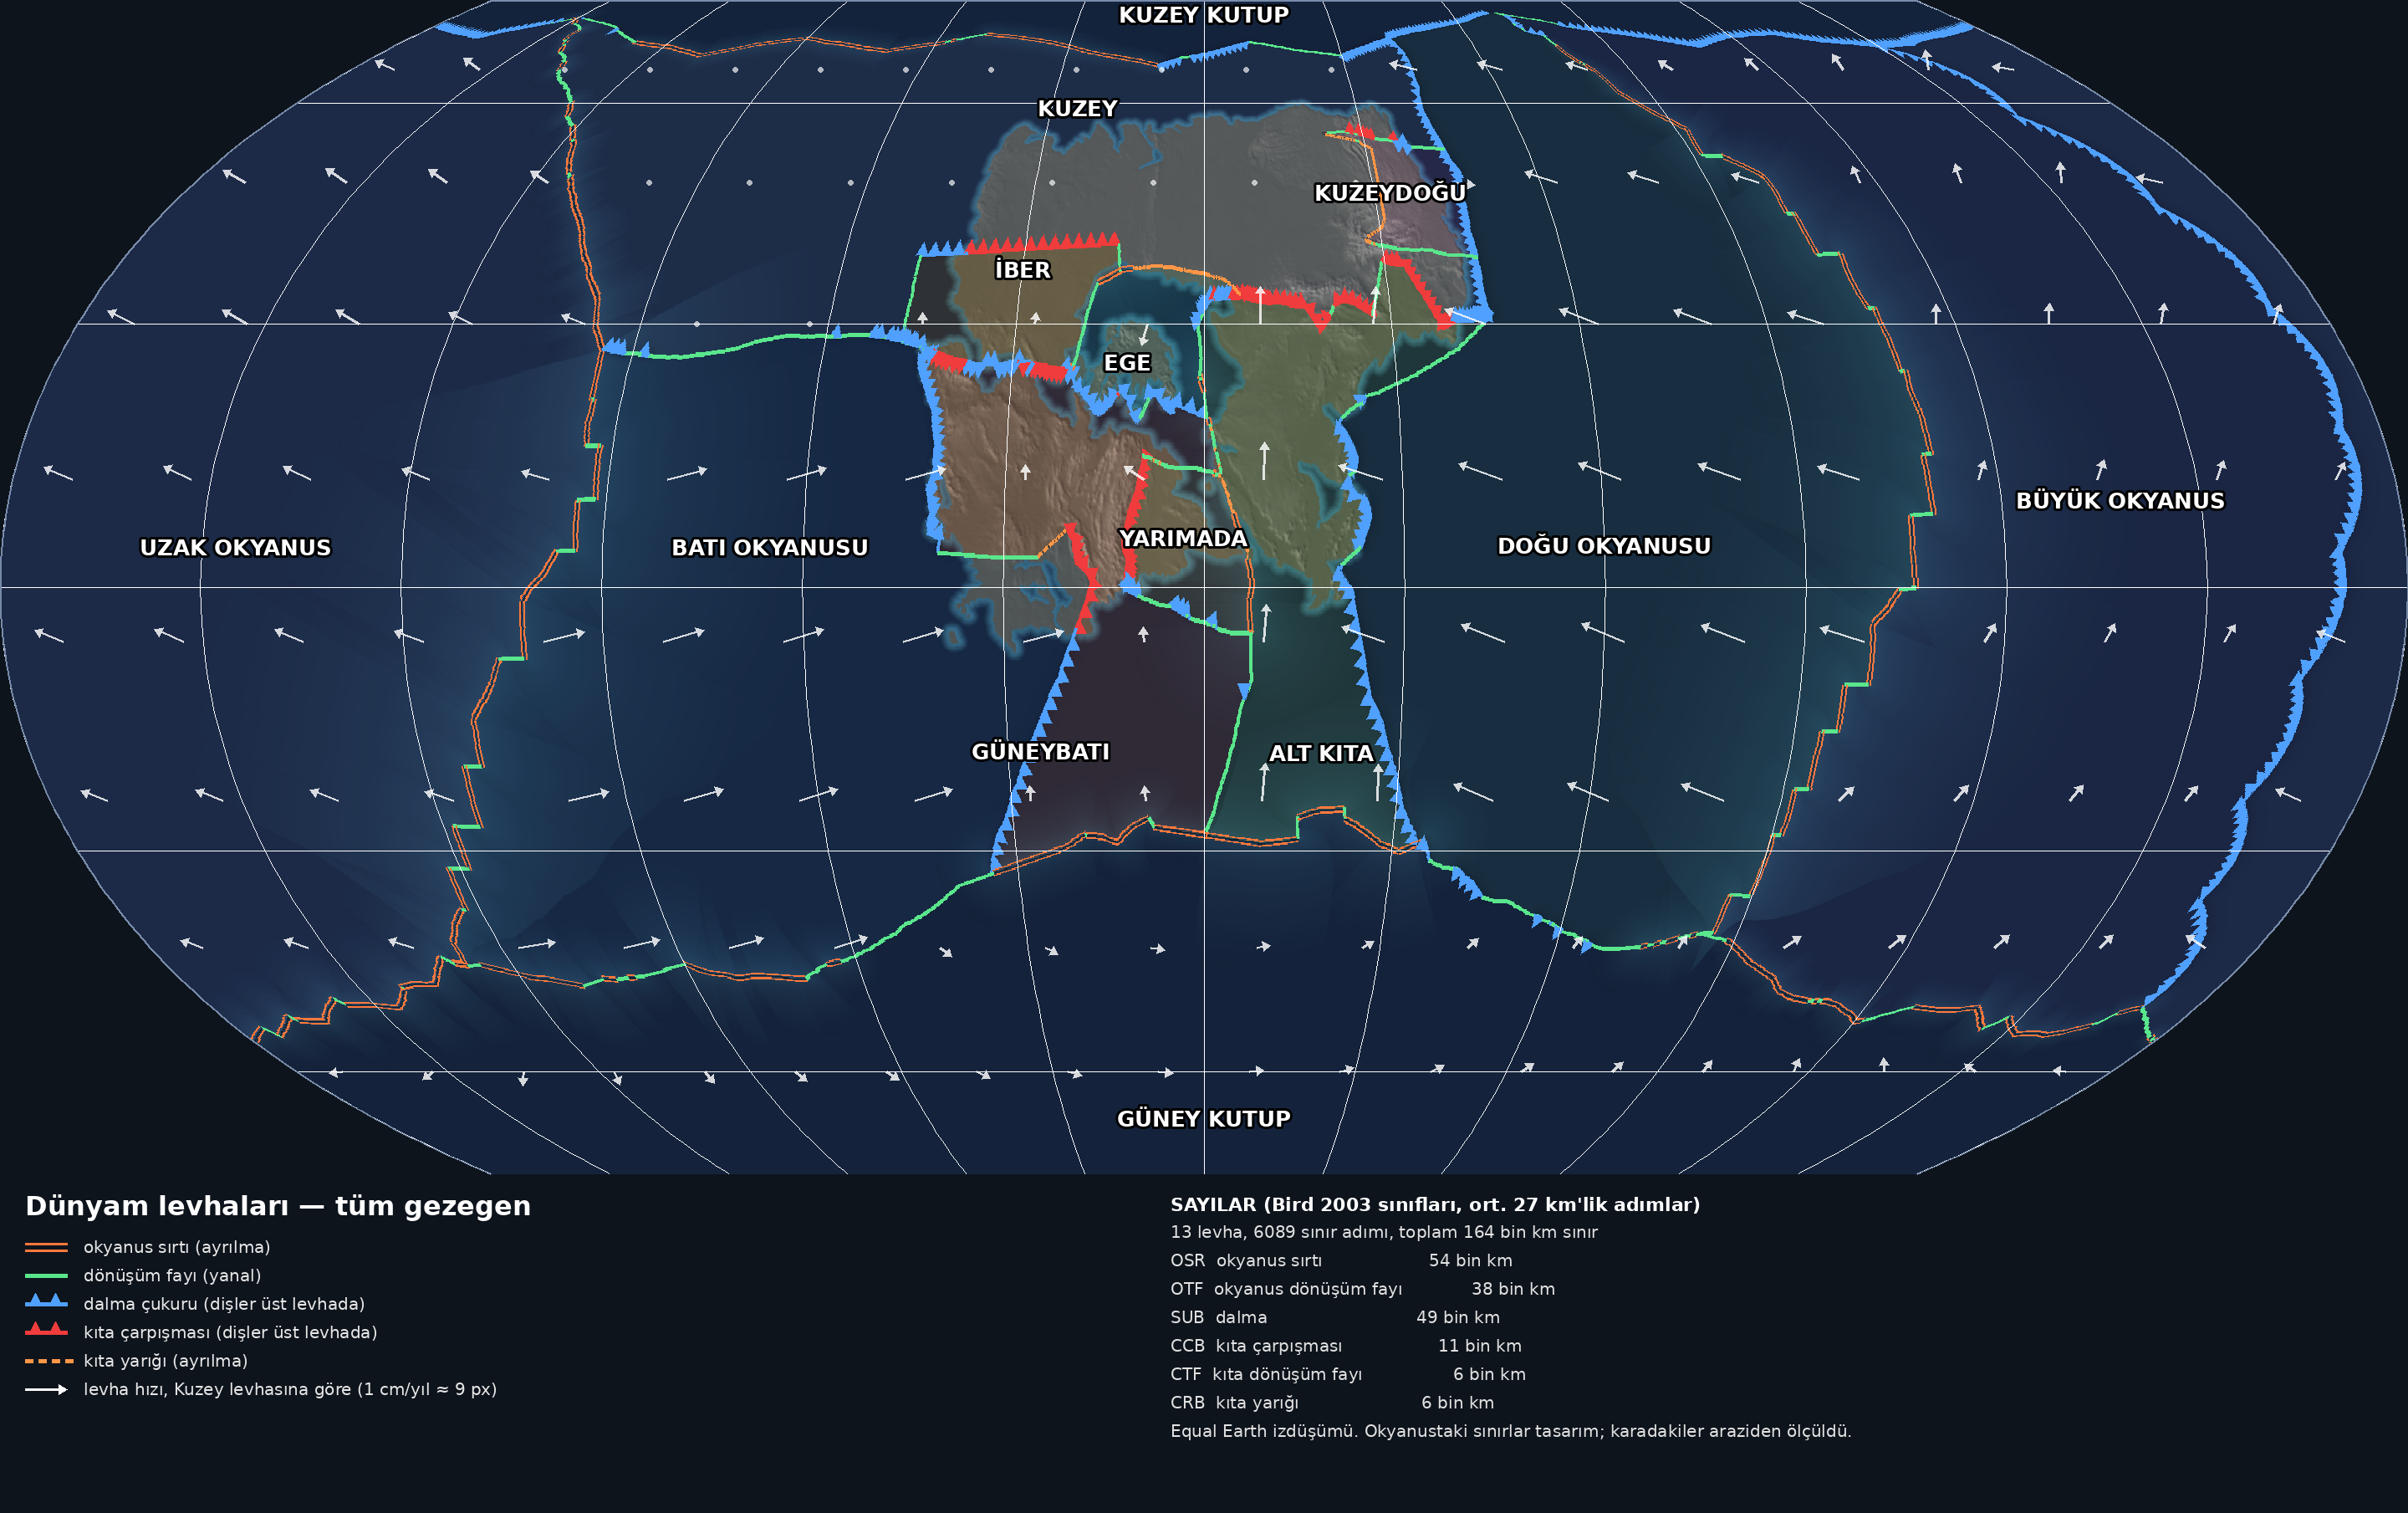 KUZEY KUTUP
KUZEY
KUZEYDOĞU
İBER
EGE
BÜYÜK OKYANUS
YARIMADA
UZAK OKYANUS
BATI OKYANUSU
DOĞU OKYANUSU
GÜNEYBATI
ALT KITA
GÜNEY KUTUP
Dünyam levhaları — tüm gezegen
okyanus sırtı (ayrılma)
dönüşüm fayı (yanal)
dalma çukuru (dişler üst levhada)
kıta çarpışması (dişler üst levhada)
kıta yarığı (ayrılma)
levha hızı, Kuzey levhasına göre (1 cm/yıl ≈ 9 px)
SAYILAR (Bird 2003 sınıfları, ort. 27 km'lik adımlar)
13 levha, 6089 sınır adımı, toplam 164 bin km sınır
OSR okyanus sırtı 54 bin km
OTF okyanus dönüşüm fayı 38 bin km
SUB dalma 49 bin km
CCB kıta çarpışması 11 bin km
CTF kıta dönüşüm fayı 6 bin km
CRB kıta yarığı 6 bin km
Equal Earth izdüşümü. Okyanustaki sınırlar tasarım; karadakiler araziden ölçüldü.